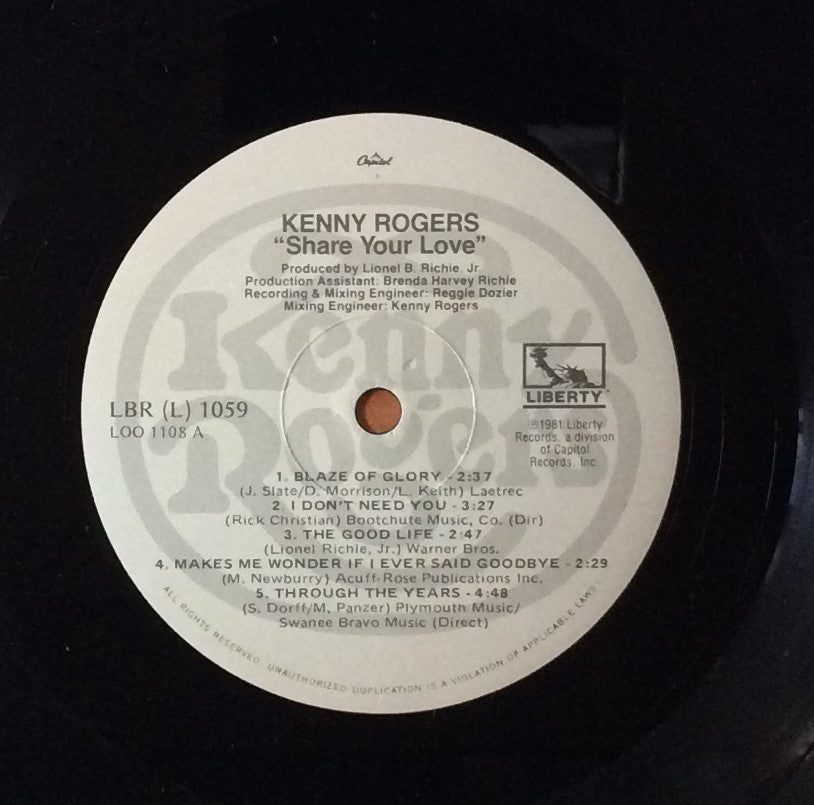 Capitol
KENNY ROGERS
"Share Your Love"
Produced by Lionel B. Richie, Jr
Production Assistant: Brenda Harvey Richie
Recording & Mixing Engineer: Reggie Dozier
Mixing Engineer: Kenny Rogers
Kenny
Rogers
LBR (L) 1059
LOO 1108 A
LIBERTY
℗1981 Liberty
Records, a division
of Capitol
Records, Inc.
1. BLAZE OF GLORY - 2:37
(J. Slate/D. Morrison/L. Keith) Laetrec
2. I DON'T NEED YOU - 3:27
(Rick Christian) Bootchute Music, Co. (Dir)
3. THE GOOD LIFE - 2:47
(Lionel Richie, Jr.) Warner Bros.
4. MAKES ME WONDER IF I EVER SAID GOODBYE - 2:29
(M. Newburry) Acuff-Rose Publications Inc.
5. THROUGH THE YEARS - 4:48
(S. Dorff/M. Panzer) Plymouth Music/
Swanee Bravo Music (Direct)
ALL RIGHTS RESERVED. UNAUTHORIZED DUPLICATION IS A VIOLATION OF APPLICABLE LAWS.